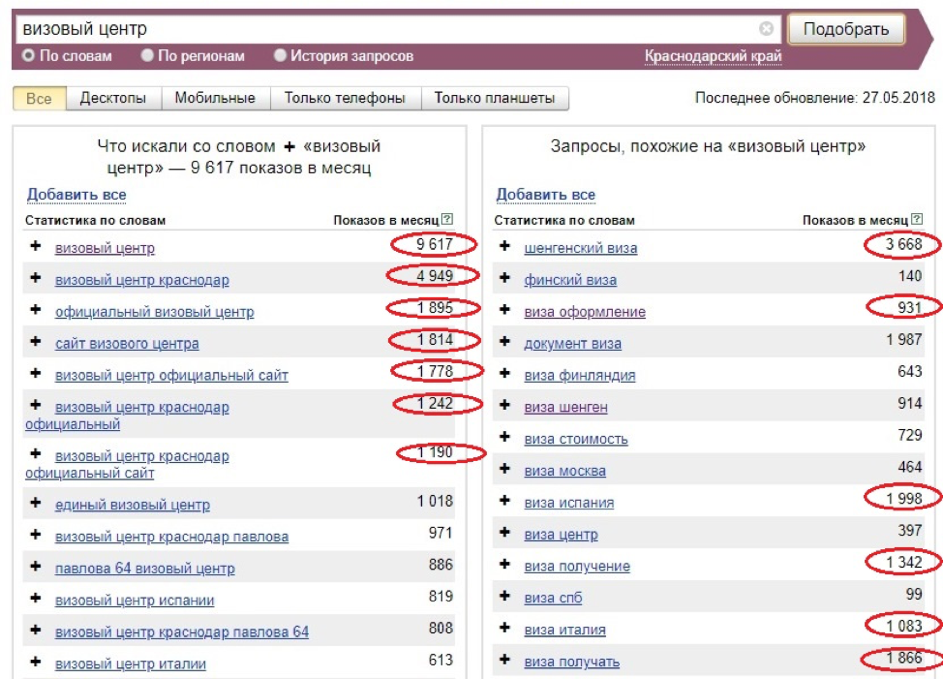 визовый центр
Подобрать
По словам По регионам История запросов Краснодарский край
Все Десктопы Мобильные Только телефоны Только планшеты Последнее обновление: 27.05.2018
Что искали со словом + «визовый
центр» — 9 617 показов в месяц
Добавить все
Статистика по словам Показов в месяц ?
+ визовый центр 9 617
+ визовый центр краснодар 4 949
+ официальный визовый центр 1 895
+ сайт визового центра 1 814
+ визовый центр официальный сайт 1 778
+ визовый центр краснодар 1 242
официальный
+ визовый центр краснодар 1 190
официальный сайт
+ единый визовый центр 1 018
+ визовый центр краснодар павлова 971
+ павлова 64 визовый центр 886
+ визовый центр испании 819
+ визовый центр краснодар павлова 64 808
+ визовый центр италии 613
Запросы, похожие на «визовый центр»
Добавить все
Статистика по словам Показов в месяц ?
+ шенгенский виза 3 668
+ финский виза 140
+ виза оформление 931
+ документ виза 1 987
+ виза финляндия 643
+ виза шенген 914
+ виза стоимость 729
+ виза москва 464
+ виза испания 1 998
+ виза центр 397
+ виза получение 1 342
+ виза спб 99
+ виза италия 1 083
+ виза получать 1 866